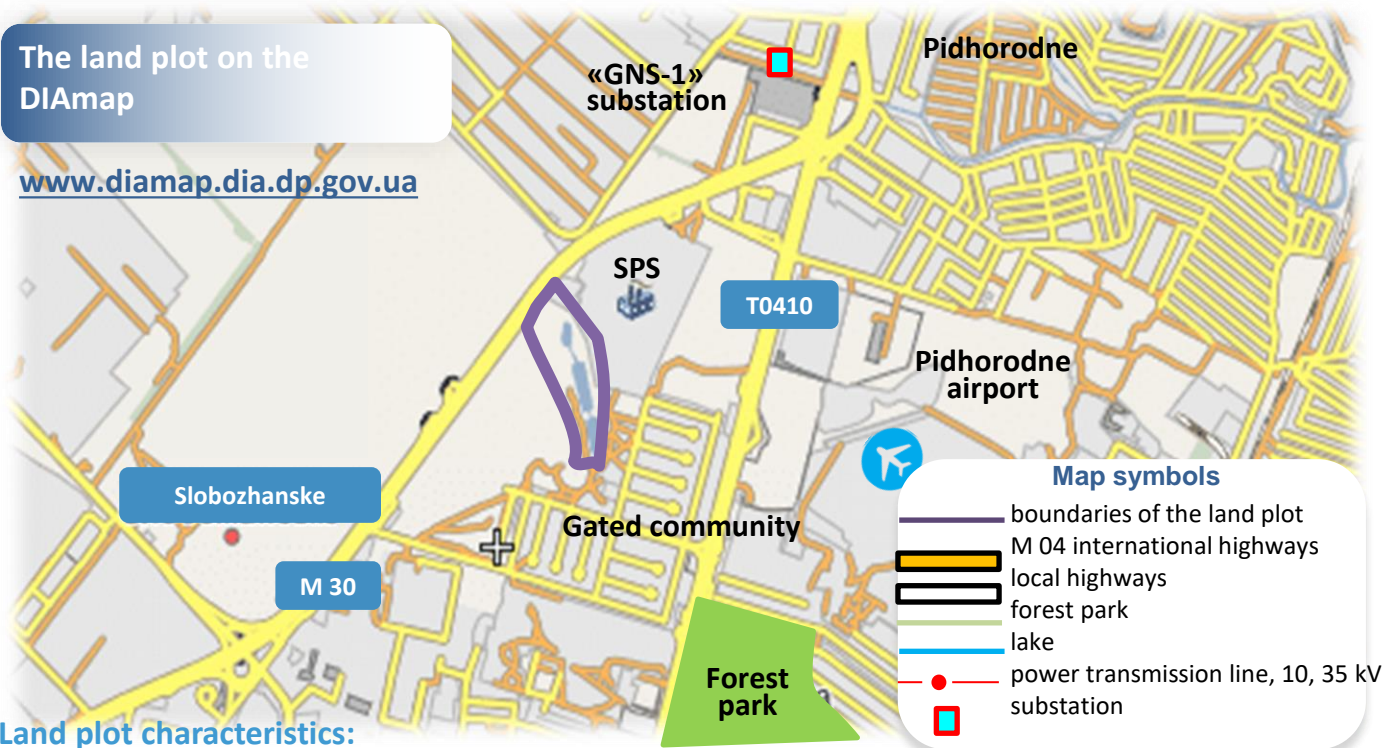 The land plot on the
DIAmap
www.diamap.dia.dp.gov.ua
«GNS-1»
substation
Pidhorodne
SPS
T0410
Pidhorodne
airport
Slobozhanske
Gated community
M 30
Forest
park
Map symbols
boundaries of the land plot
M 04 international highways
local highways
forest park
lake
power transmission line, 10, 35 kV
substation
Land plot characteristics: